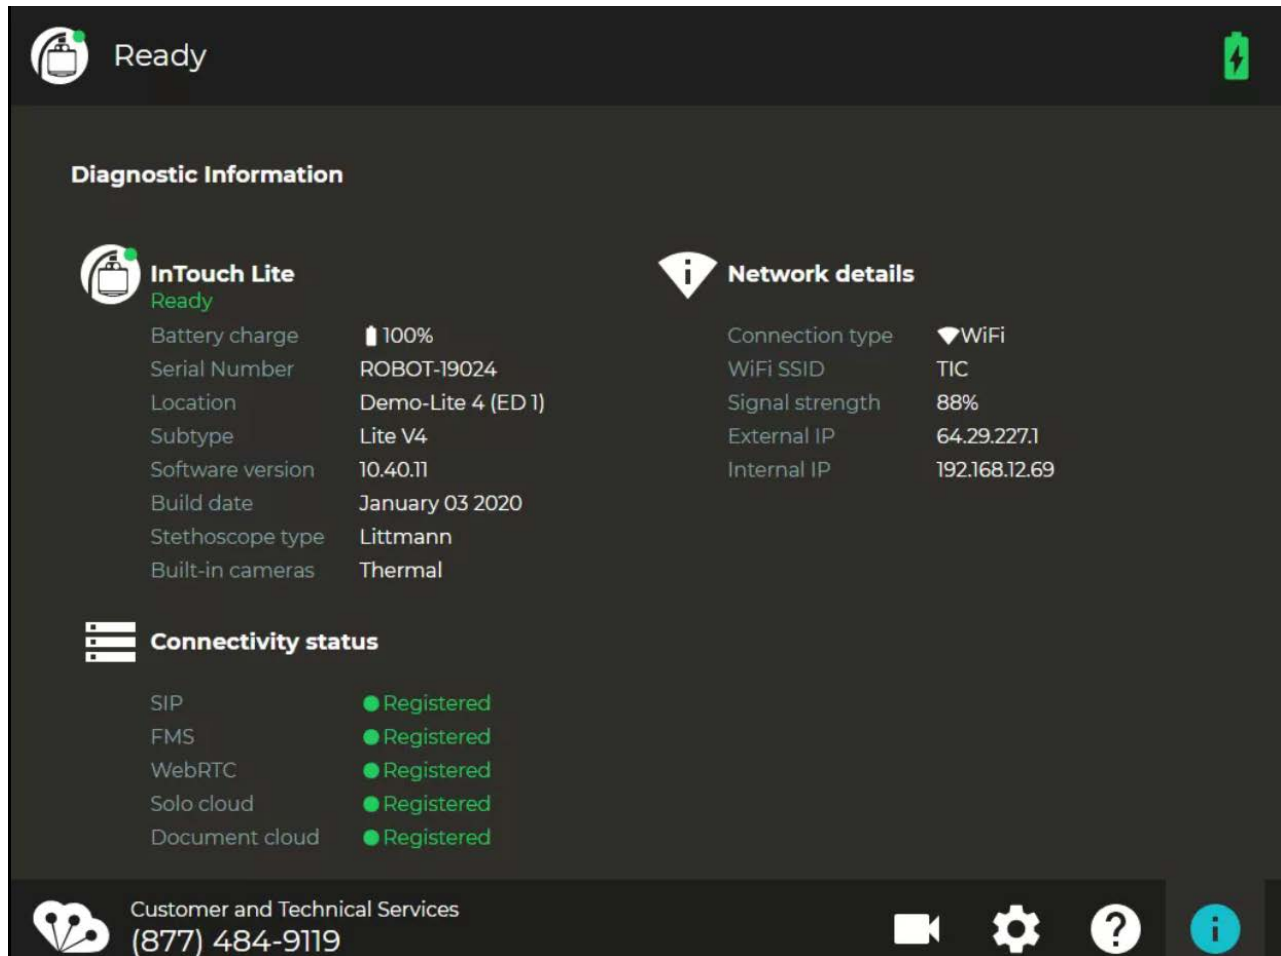 Ready
Diagnostic Information
InTouch Lite
Ready
Battery charge 100%
Serial Number ROBOT-19024
Location Demo-Lite 4 (ED 1)
Subtype Lite V4
Software version 10.40.11
Build date January 03 2020
Stethoscope type Littmann
Built-in cameras Thermal
Network details
Connection type WiFi
WiFi SSID TIC
Signal strength 88%
External IP 64.29.227.1
Internal IP 192.168.12.69
Connectivity status
SIP Registered
FMS Registered
WebRTC Registered
Solo cloud Registered
Document cloud Registered
Customer and Technical Services
(877) 484-9119